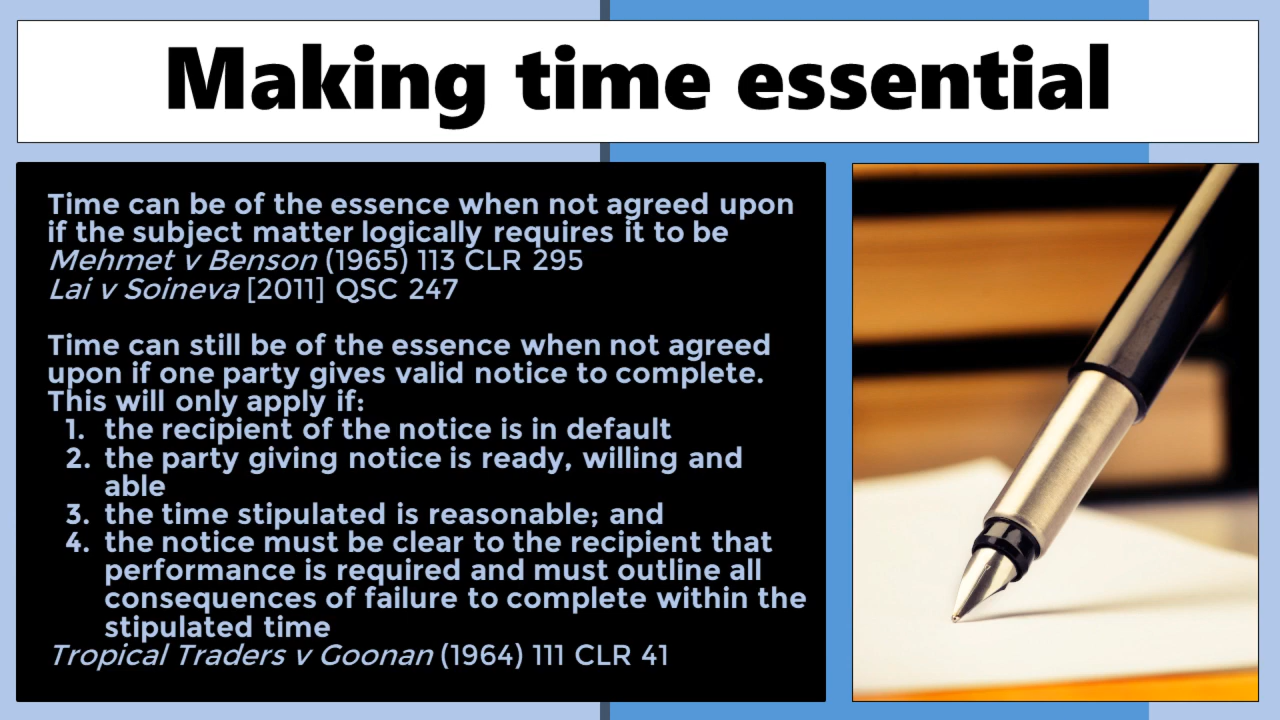 Making time essential
Time can be of the essence when not agreed upon
if the subject matter logically requires it to be
Mehmet v Benson (1965) 113 CLR 295
Lai v Soineva [2011] QSC 247
Time can still be of the essence when not agreed
upon if one party gives valid notice to complete.
This will only apply if:
1. the recipient of the notice is in default
2. the party giving notice is ready, willing and
able
3. the time stipulated is reasonable; and
4. the notice must be clear to the recipient that
performance is required and must outline all
consequences of failure to complete within the
stipulated time
Tropical Traders v Goonan (1964) 111 CLR 41